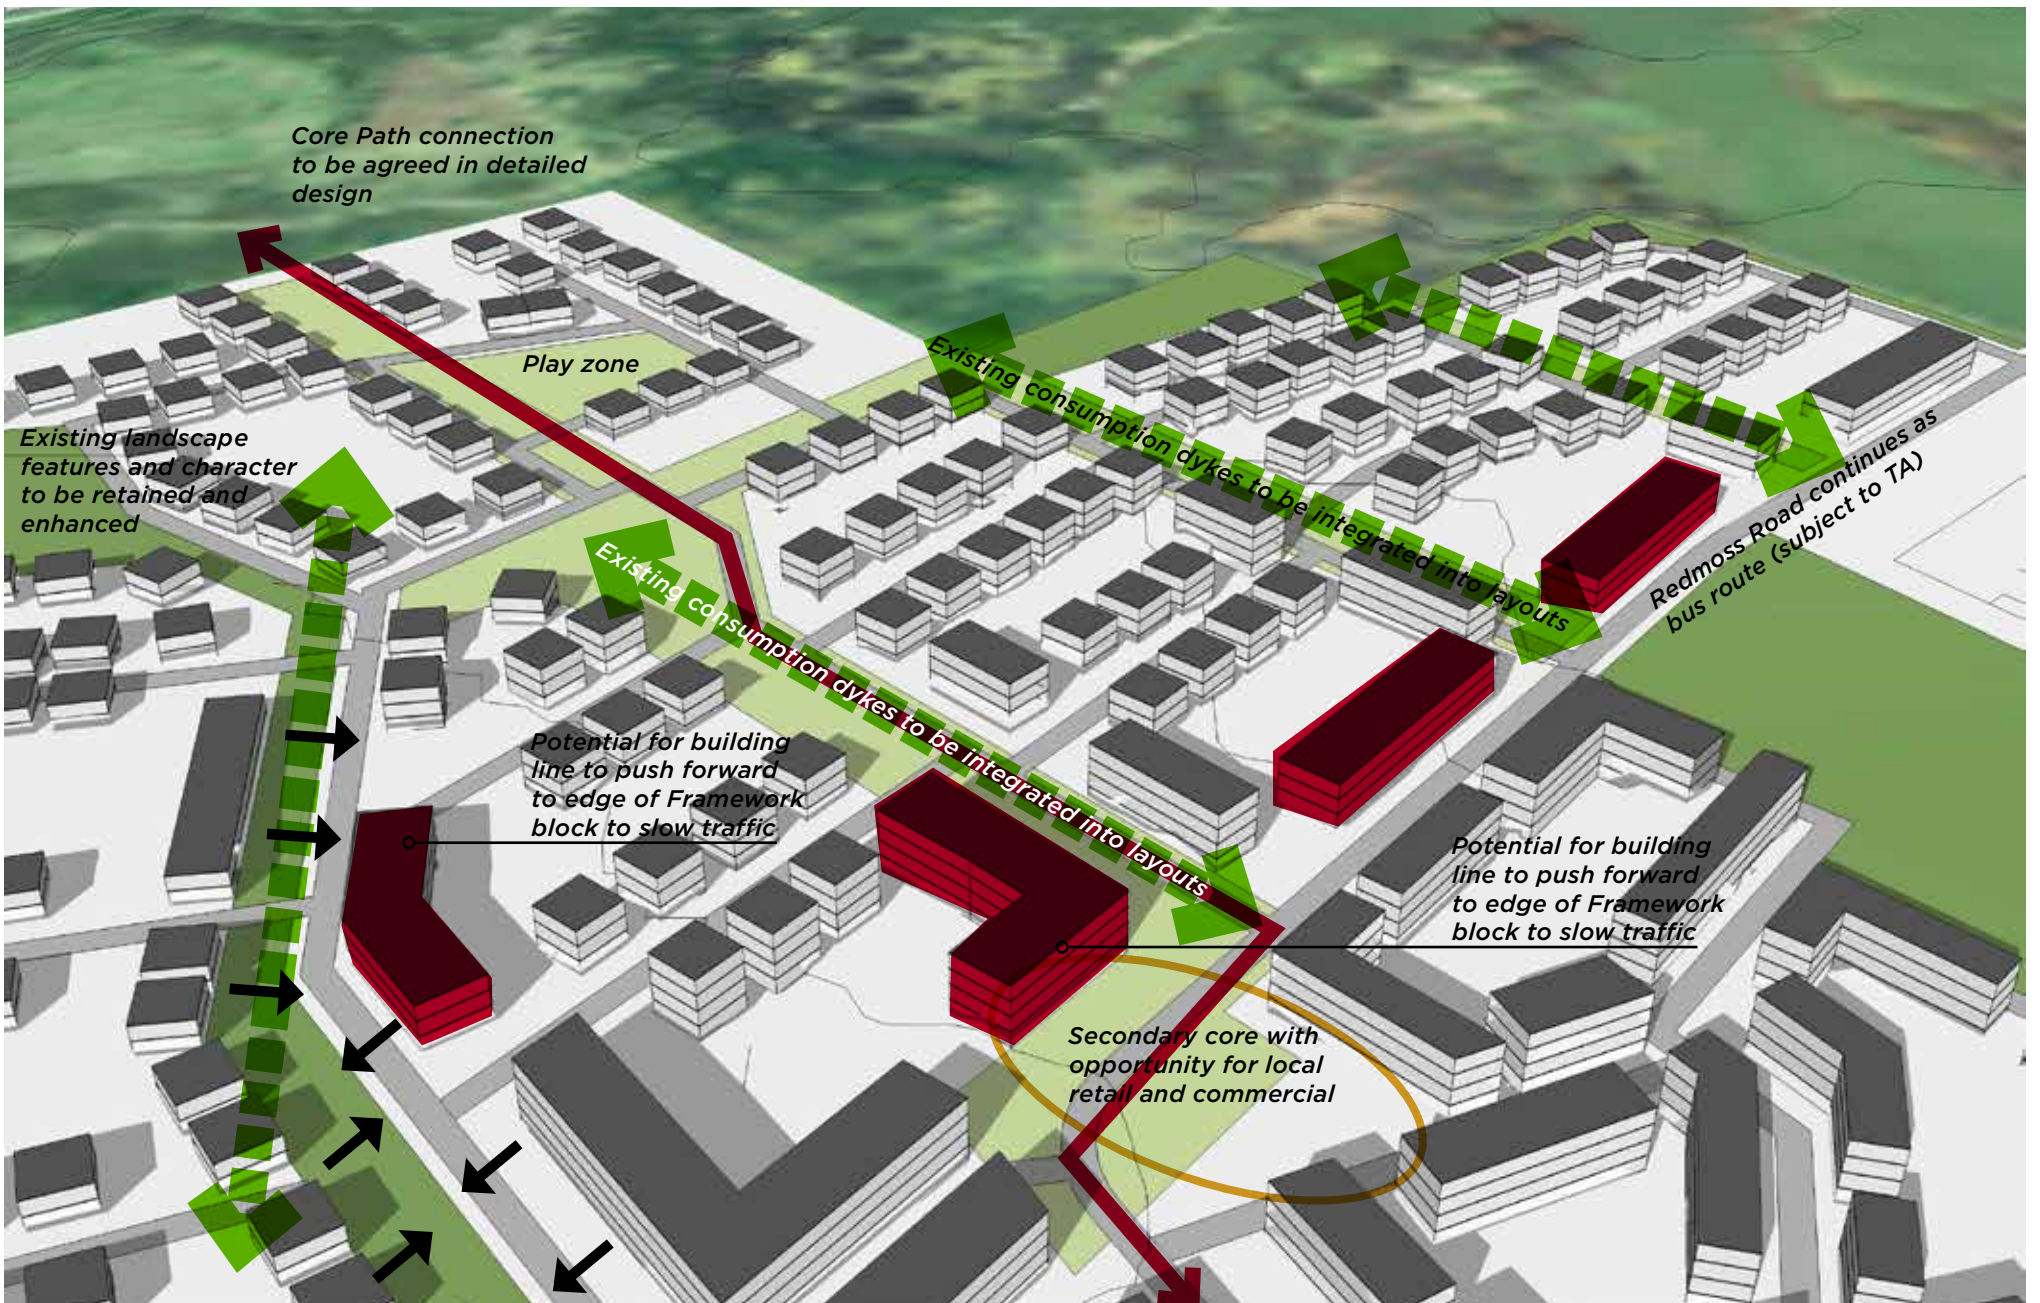 Core Path connection
to be agreed in detailed
design
Play zone
Existing landscape
features and character
to be retained and
enhanced
Existing consumption dykes to be integrated into layouts
Existing consumption dykes to be integrated into layouts
Redmoss Road continues as
bus route (subject to TA)
Potential for building
line to push forward
to edge of Framework
block to slow traffic
Potential for building
line to push forward
to edge of Framework
block to slow traffic
Secondary core with
opportunity for local
retail and commercial